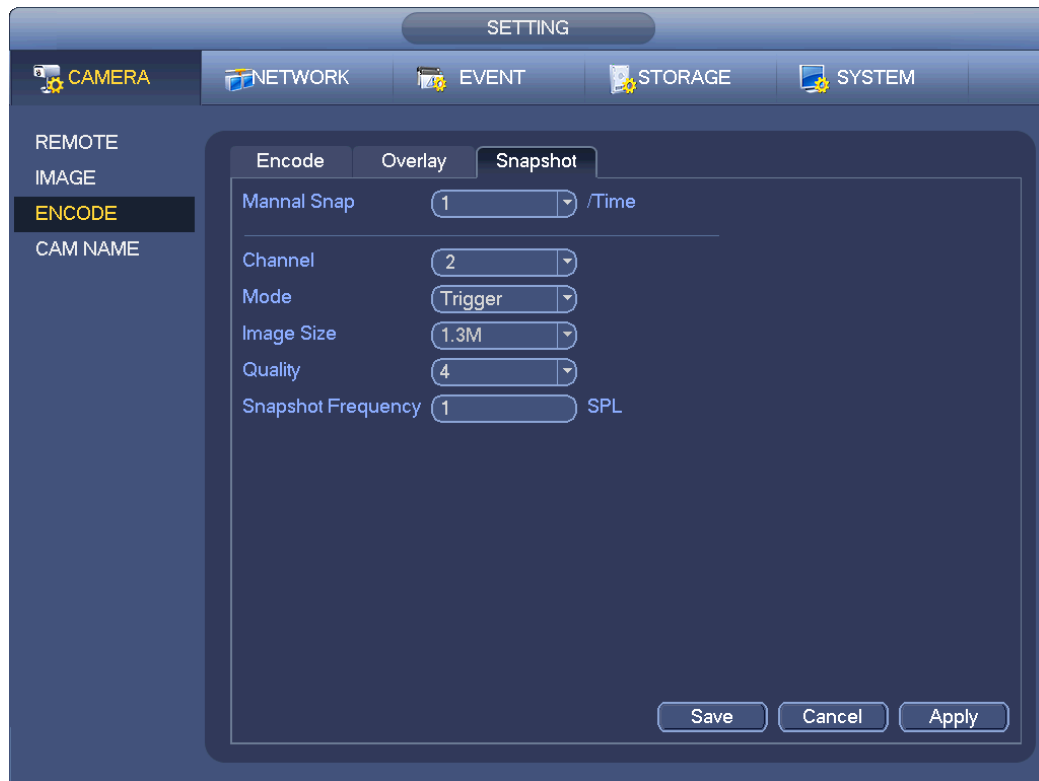 SETTING
CAMERA NETWORK EVENT STORAGE SYSTEM
REMOTE
IMAGE
ENCODE
CAM NAME
Encode Overlay Snapshot
Mannal Snap 1 /Time
Channel 2
Mode Trigger
Image Size 1.3M
Quality 4
Snapshot Frequency 1 SPL
Save Cancel Apply